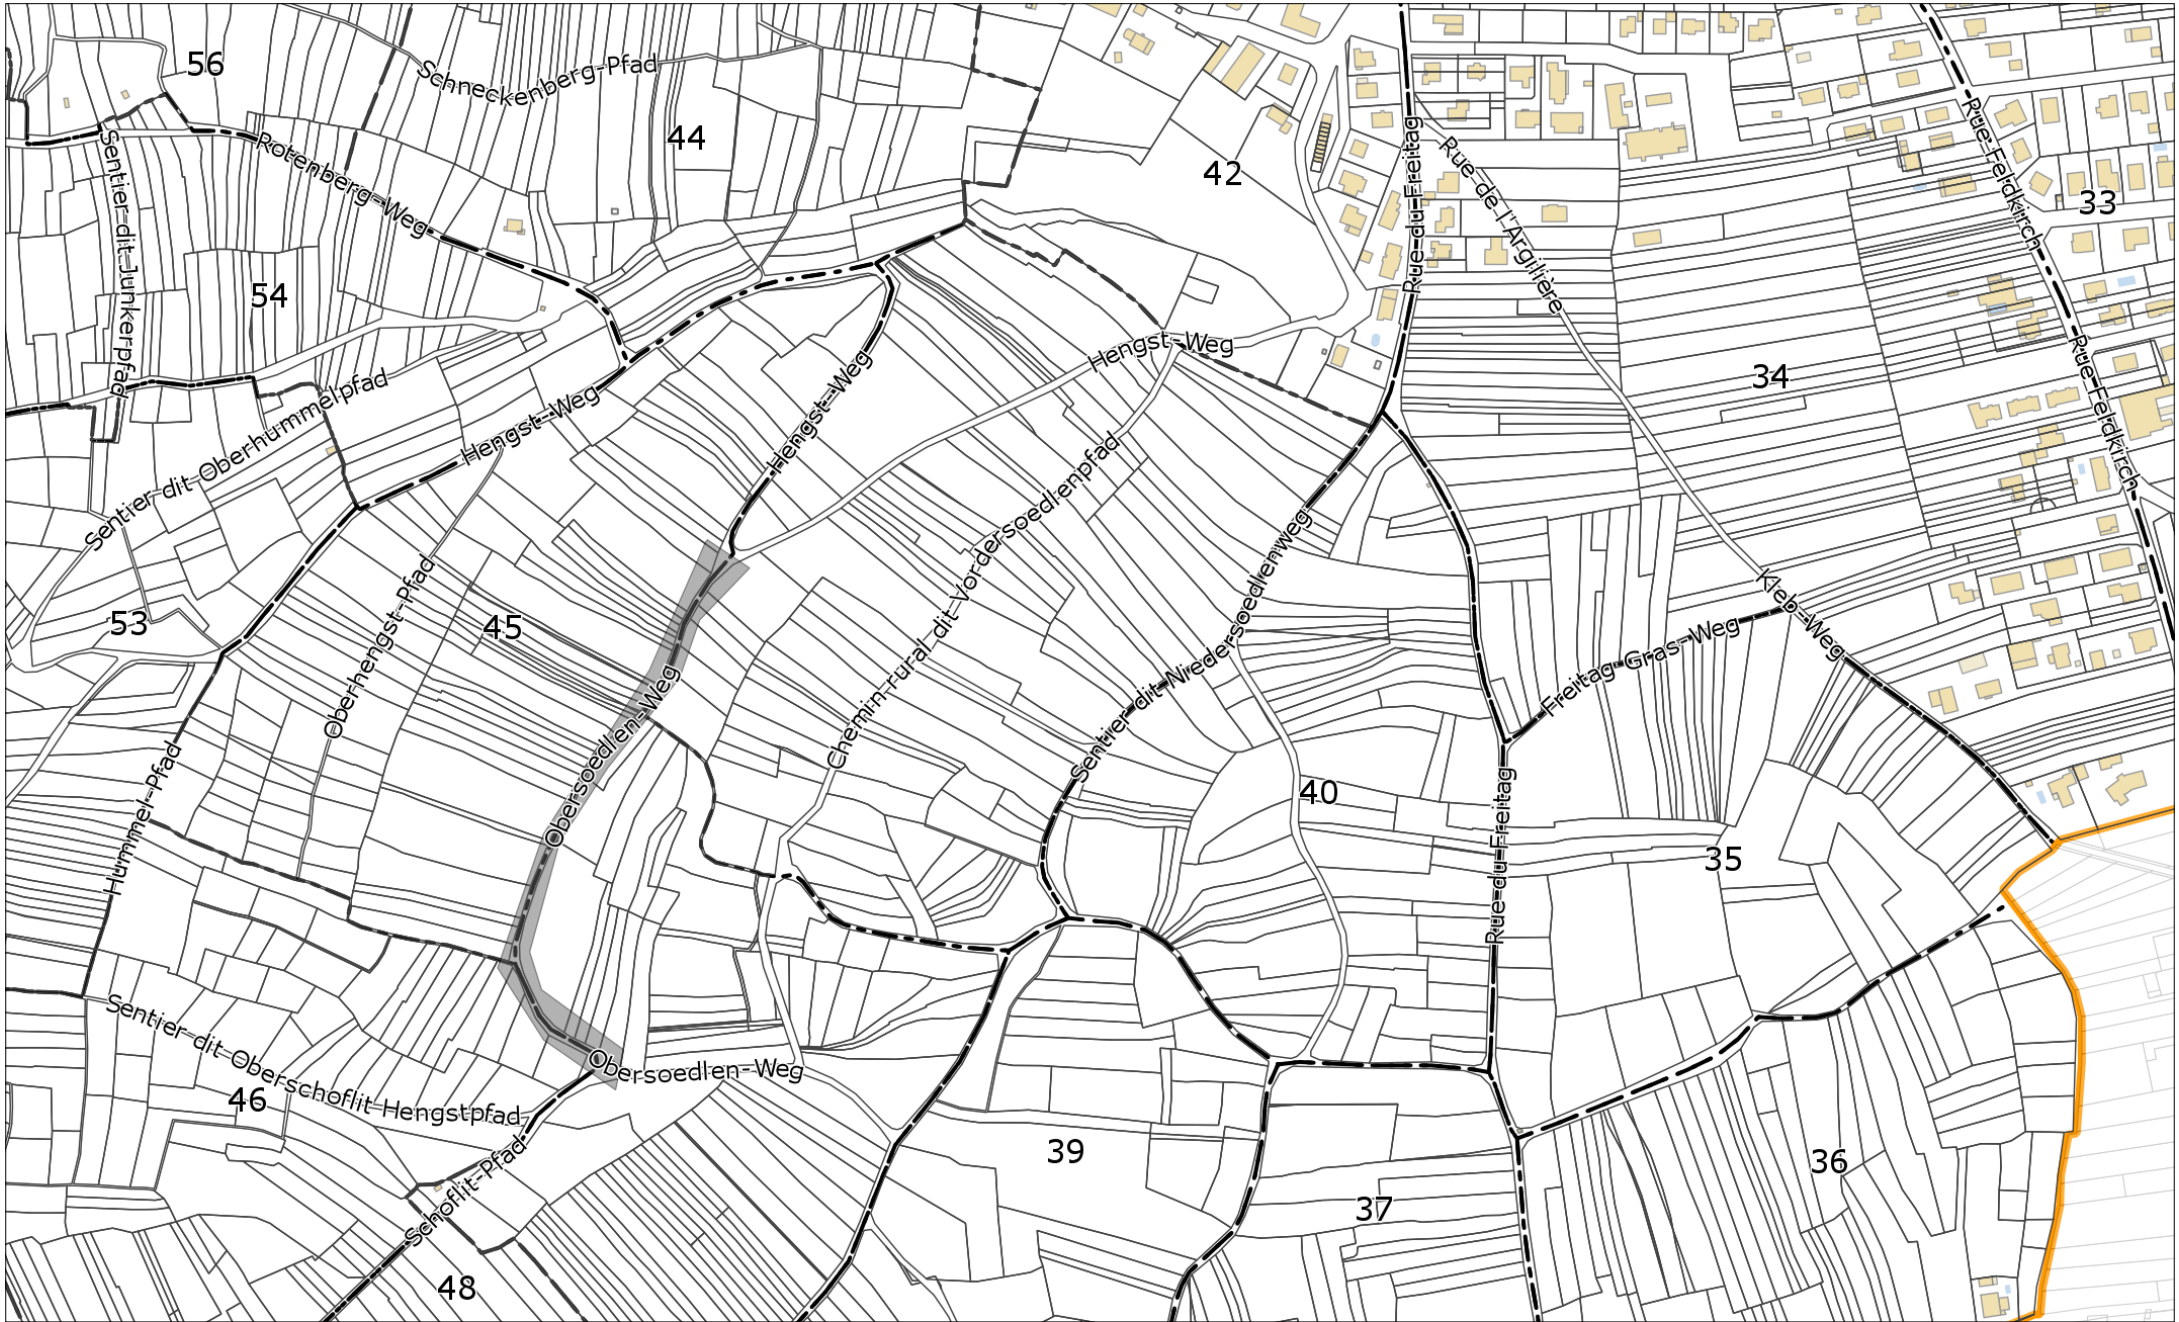 56
Schneckenberg-Pfad
44
42
Rue du Freitag
Rue de l'Argilière
Rue Feldkirch
33
Sentier dit Junkerpfad
Rotenberg-Weg
54
Hengst-Weg
Hengst-Weg
Hengst-Weg
34
Rue Feldkirch
Sentier dit Oberhummelpfad
53
Oberhengst-Pfad
45
Obersoedlen-Weg
Chemin rural dit Vordersoedlenpfad
Sentier dit Niedersoedlenweg
Kleb-Weg
Freitag-Gras-Weg
Hummel-Pfad
Obersoedlen-Weg
40
Rue du Freitag
35
Sentier dit Oberschoflit Hengstpfad
46
Schoflit-Pfad
39
37
36
48